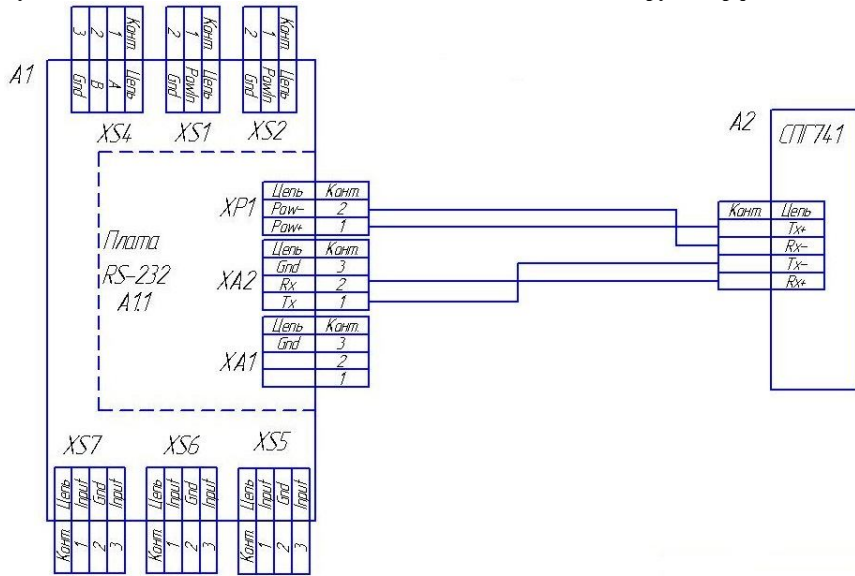 A1
3 2 1 Конт.
Gnd B A Цепь
XS4
2 1 Конт.
Gnd PowIn Цепь
XS1
2 1 Конт.
Gnd PowIn Цепь
XS2
Плата
RS-232
A1.1
XP1
Цепь Конт.
Pow- 2
Pow+ 1
XA2
Цепь Конт.
Gnd 3
Rx 2
Tx 1
XA1
Цепь Конт.
Gnd 3
2
1
A2
СПГ741
Конт. Цепь
Tx+
Rx-
Tx-
Rx+
XS7
Цепь Input Gnd Input
Конт. 1 2 3
XS6
Цепь Input Gnd Input
Конт. 1 2 3
XS5
Цепь Input Gnd Input
Конт. 1 2 3